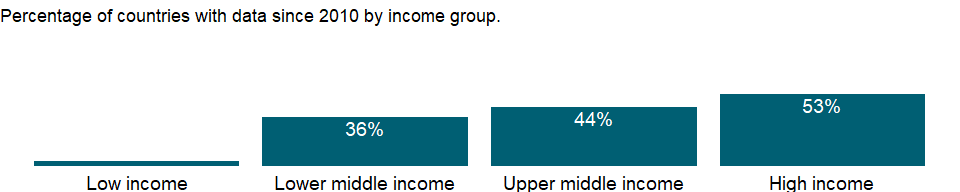 Percentage of countries with data since 2010 by income group.
36%
44%
53%
Low income
Lower middle income
Upper middle income
High income